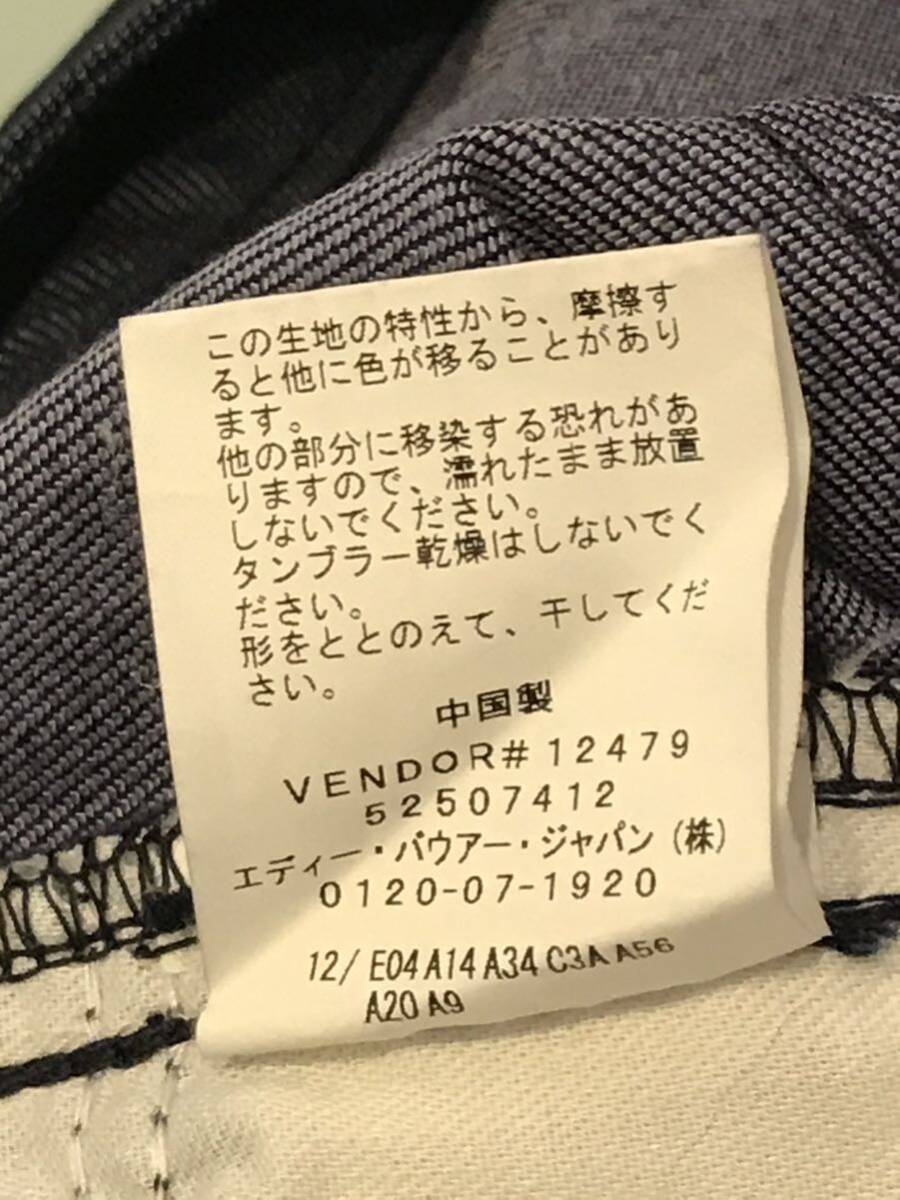 この生地の特性から、摩擦す
ると他に色が移ることがあり
ます。
他の部分に移染する恐れがあ
りますので、濡れたまま放置
しないでください。
タンブラー乾燥はしないでく
ださい。
形をととのえて、干してくだ
さい。
中国製
VENDOR#12479
52507412
エディー・バウアー・ジャパン(株)
0120-07-1920
12/ E04 A14 A34 C3A A56
A20 A9